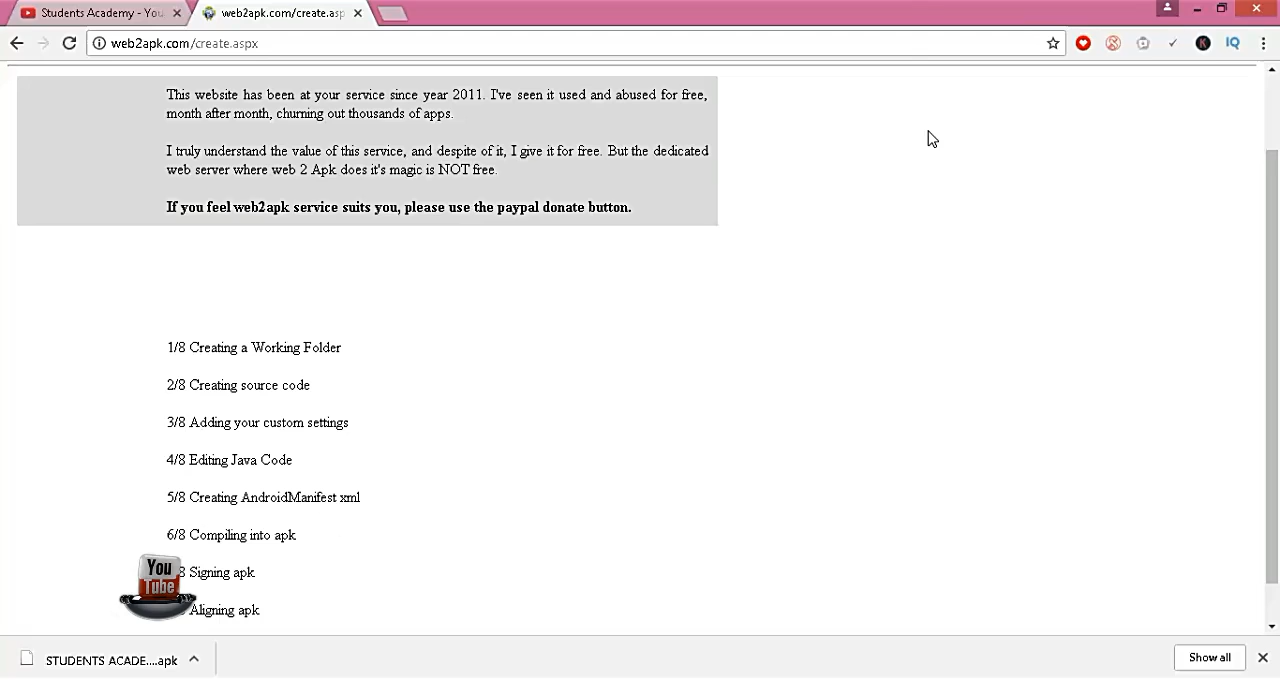 Students Academy - You
web2apk.com/create.asp
web2apk.com/create.aspx
K
IQ
This website has been at your service since year 2011. I've seen it used and abused for free,
month after month, churning out thousands of apps.
I truly understand the value of this service, and despite of it, I give it for free. But the dedicated
web server where web 2 Apk does it's magic is NOT free.
If you feel web2apk service suits you, please use the paypal donate button.
1/8 Creating a Working Folder
2/8 Creating source code
3/8 Adding your custom settings
4/8 Editing Java Code
5/8 Creating AndroidManifest xml
6/8 Compiling into apk
8 Signing apk
Aligning apk
You
Tube
STUDENTS ACADE....apk
Show all